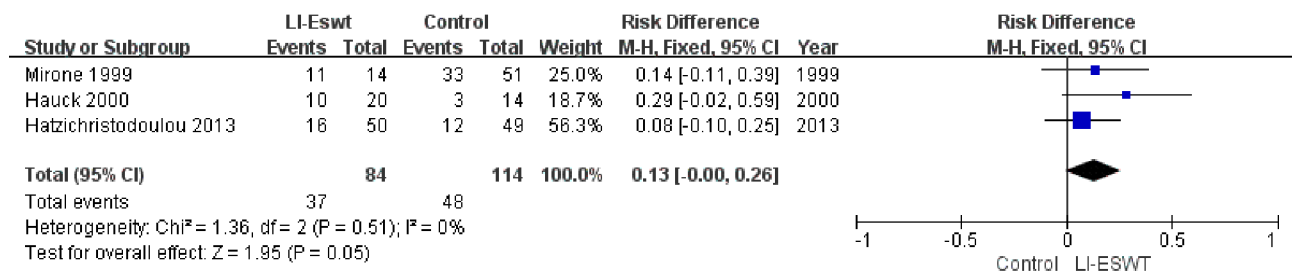 LI-Eswt Control Risk Difference Risk Difference
Study or Subgroup Events Total Events Total Weight M-H, Fixed, 95% CI Year M-H, Fixed, 95% CI
Mirone 1999 11 14 33 51 25.0% 0.14 [-0.11, 0.39] 1999
Hauck 2000 10 20 3 14 18.7% 0.29 [-0.02, 0.59] 2000
Hatzichristodoulou 2013 16 50 12 49 56.3% 0.08 [-0.10, 0.25] 2013
Total (95% CI) 84 114 100.0% 0.13 [-0.00, 0.26]
Total events 37 48
Heterogeneity: Chi² = 1.36, df = 2 (P = 0.51); I² = 0%
Test for overall effect: Z = 1.95 (P = 0.05)
-1 -0.5 0 0.5 1
Control LI-ESWT